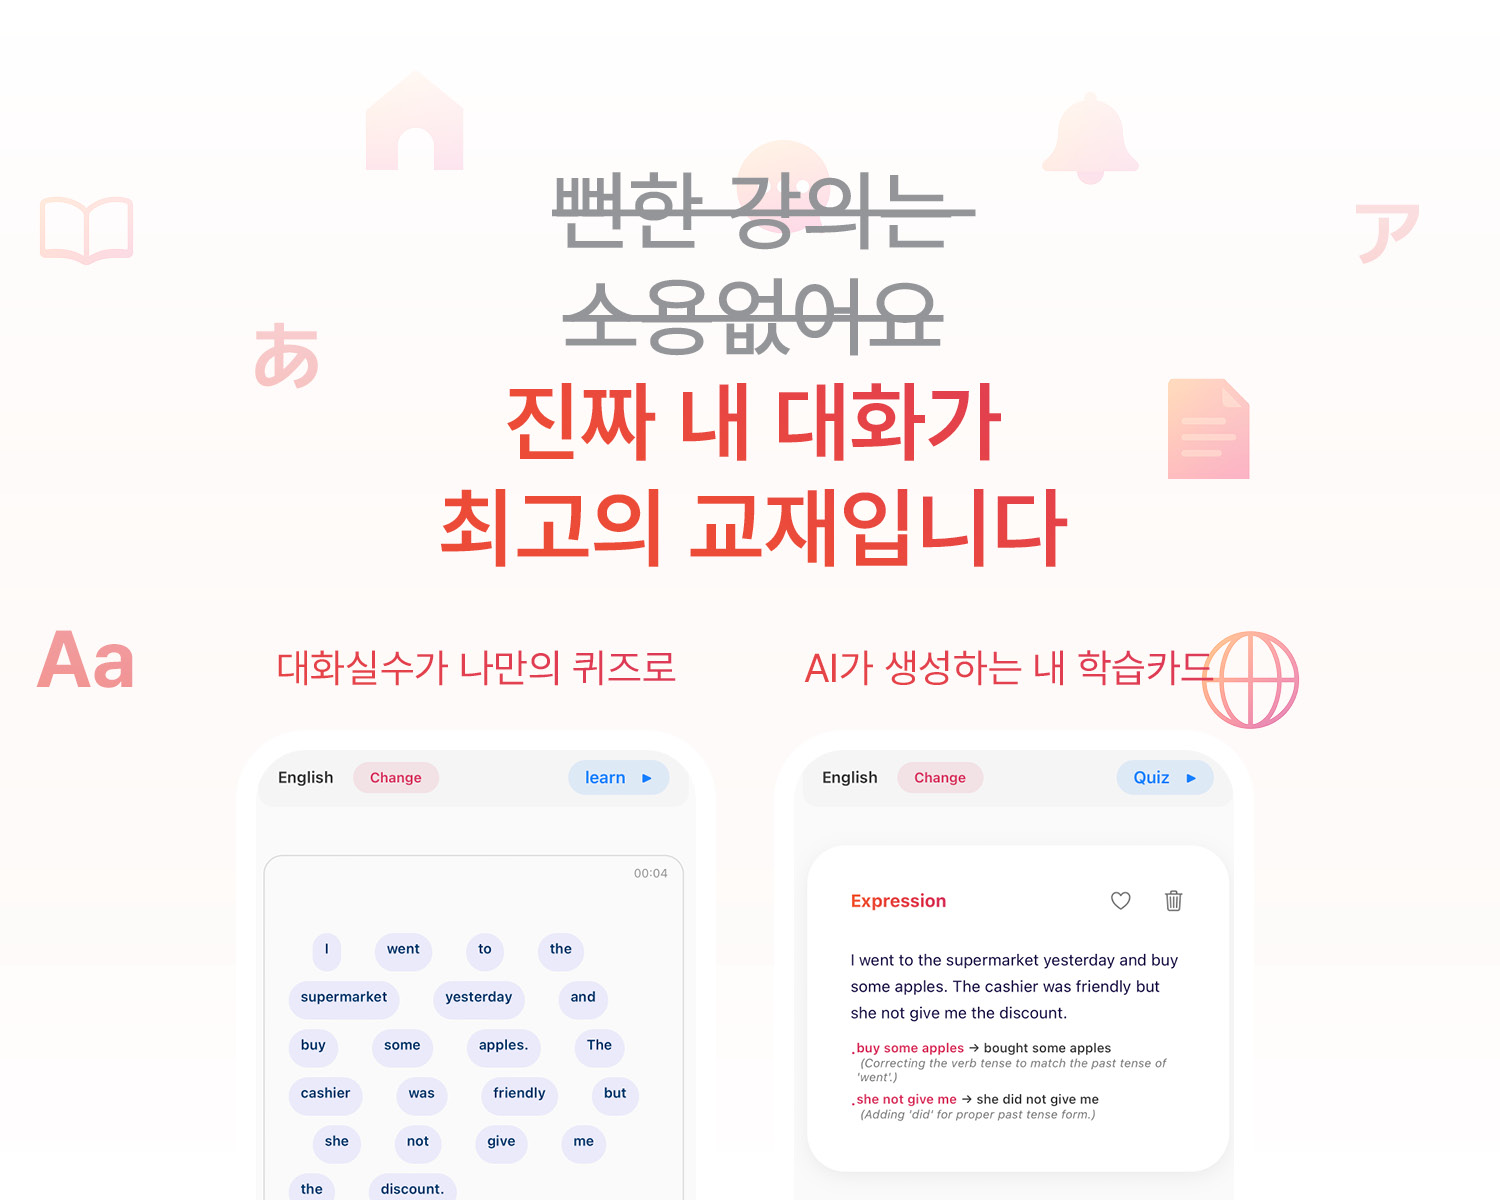 뻔한 강의는
ア
소용없어요
あ
진짜 내 대화가
최고의 교재입니다
Aa
대화실수가 나만의 퀴즈로
AI가 생성하는 내 학습카드
English Change learn
00:04
I went to the
supermarket yesterday and
buy some apples. The
cashier was friendly but
she not give me
the discount.
English Change Quiz
Expression
I went to the supermarket yesterday and buy
some apples. The cashier was friendly but
she not give me the discount.
· buy some apples → bought some apples
(Correcting the verb tense to match the past tense of
'went'.)
· she not give me → she did not give me
(Adding 'did' for proper past tense form.)